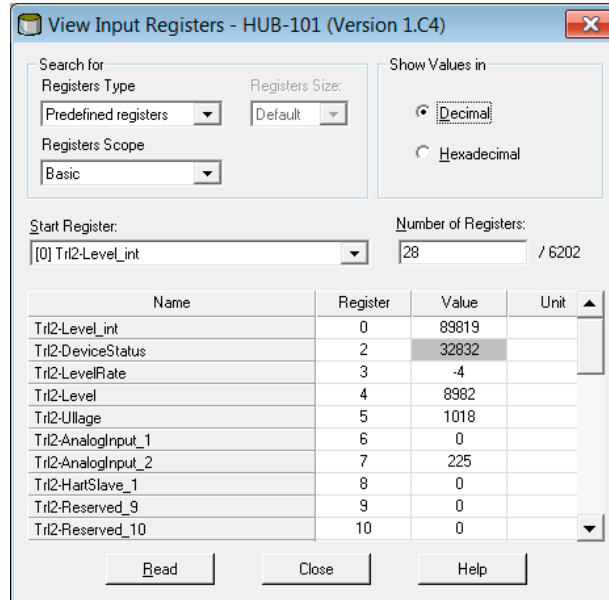 View Input Registers - HUB-101 (Version 1.C4)
Search for
Registers Type
Registers Size:
Predefined registers
Default
Registers Scope
Basic
Show Values in
Decimal
Hexadecimal
Start Register:
Number of Registers:
[0] Trl2-Level_int
28
/ 6202
Name Register Value Unit
Trl2-Level_int 0 89819
Trl2-DeviceStatus 2 32832
Trl2-LevelRate 3 -4
Trl2-Level 4 8982
Trl2-Ullage 5 1018
Trl2-AnalogInput_1 6 0
Trl2-AnalogInput_2 7 225
Trl2-HartSlave_1 8 0
Trl2-Reserved_9 9 0
Trl2-Reserved_10 10 0
Read Close Help